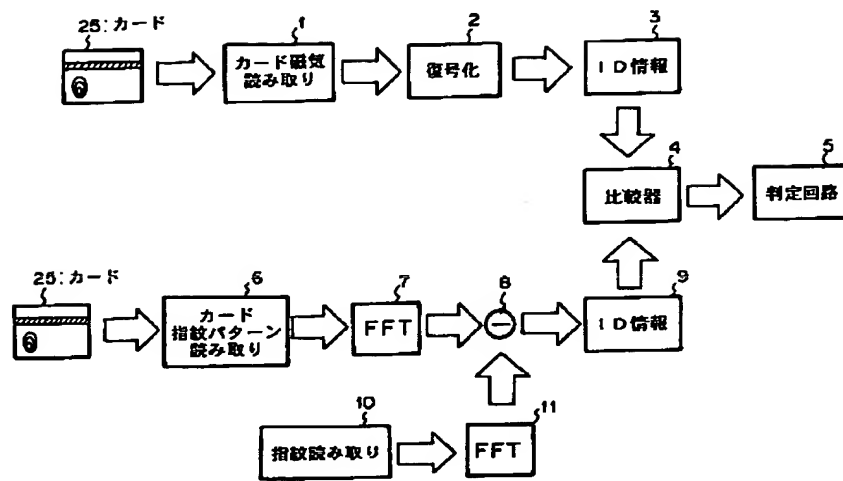 25:カード
1
カード磁気
読み取り
2
復号化
3
ID情報
4
比較器
5
判定回路
25:カード
6
カード
指紋パターン
読み取り
7
FFT
8
−
9
ID情報
10
指紋読み取り
11
FFT